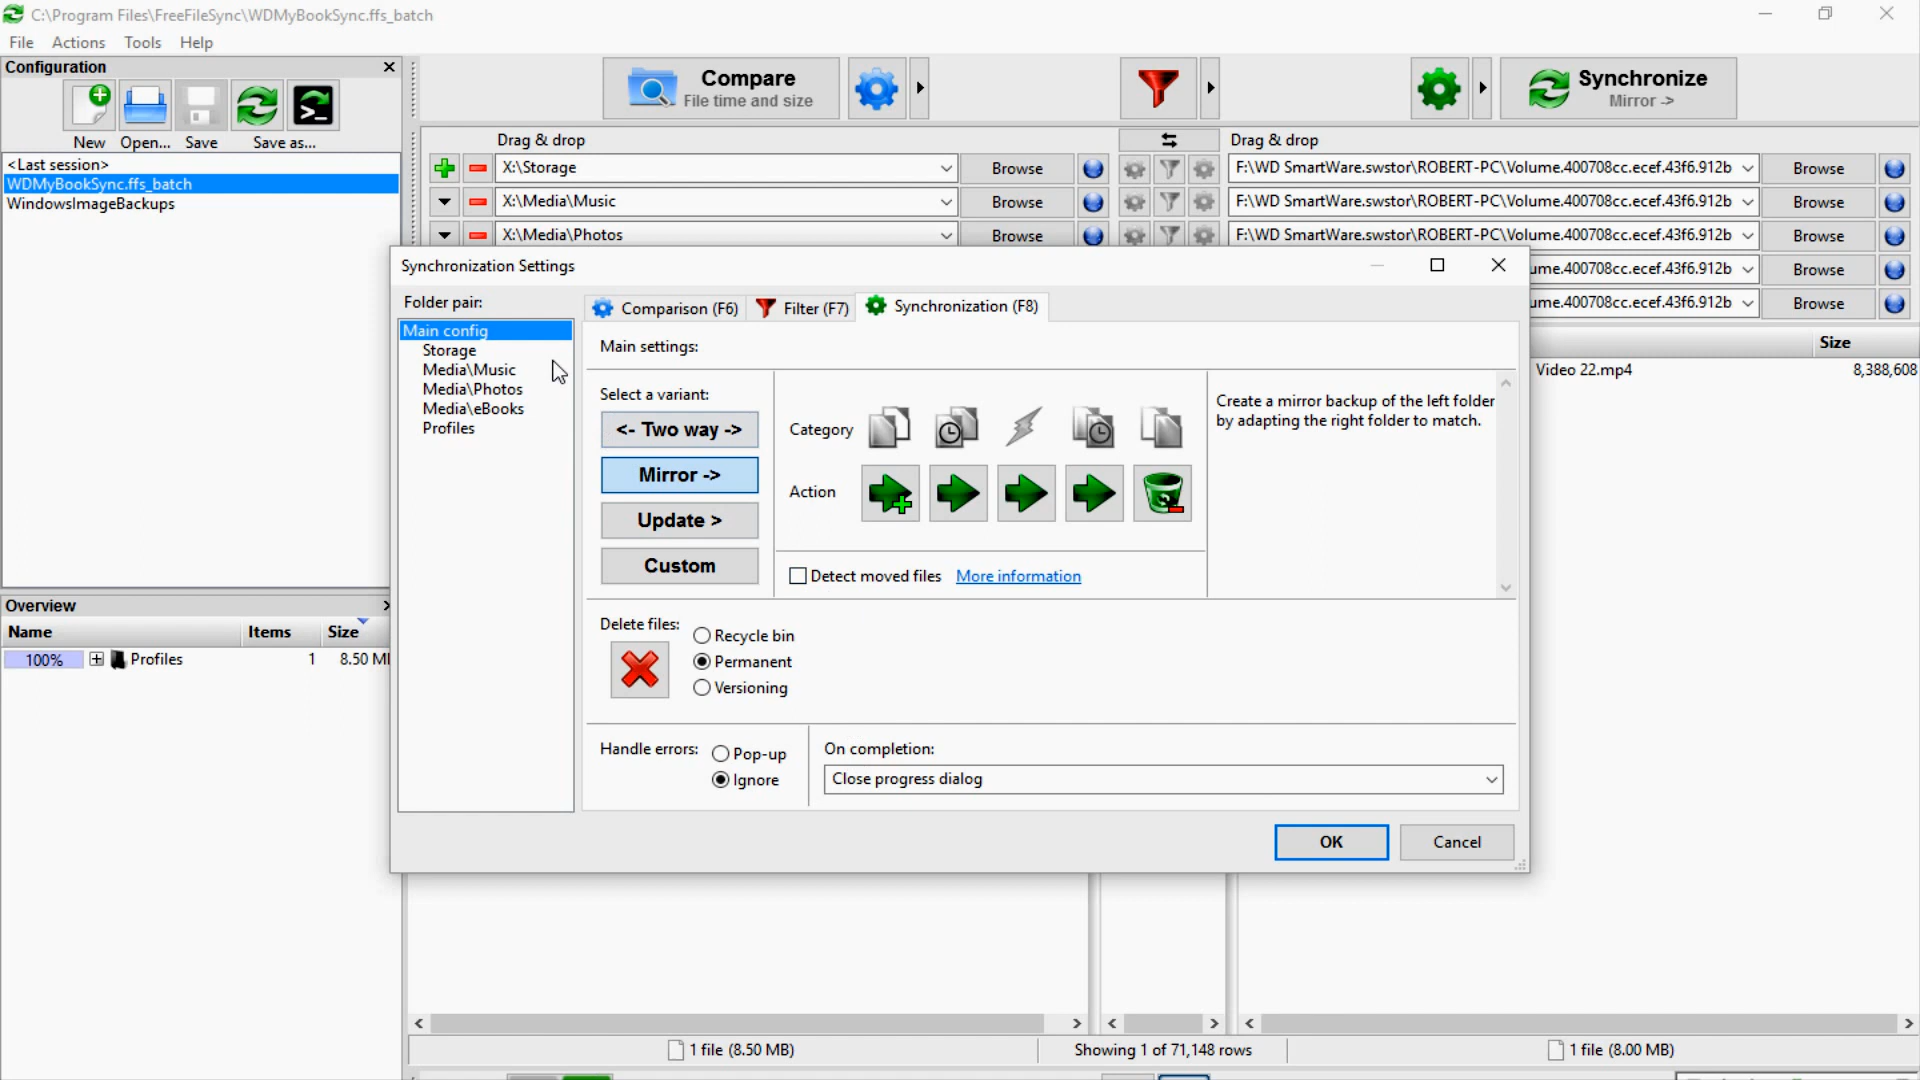 C:\Program Files\FreeFileSync\WDMyBookSync.ffs_batch
File Actions Tools Help
Configuration
New Open... Save Save as...
<Last session>
WDMyBookSync.ffs_batch
WindowsImageBackups
Compare
File time and size
Synchronize
Mirror ->
Drag & drop
Drag & drop
X:\Storage Browse F:\WD SmartWare.swstor\ROBERT-PC\Volume.400708cc.ecef.43f6.912b Browse
X:\Media\Music Browse F:\WD SmartWare.swstor\ROBERT-PC\Volume.400708cc.ecef.43f6.912b Browse
X:\Media\Photos Browse F:\WD SmartWare.swstor\ROBERT-PC\Volume.400708cc.ecef.43f6.912b Browse
ume.400708cc.ecef.43f6.912b Browse
ume.400708cc.ecef.43f6.912b Browse
Size
Video 22.mp4 8,388,608
Synchronization Settings
Folder pair:
Main config
Storage
Media\Music
Media\Photos
Media\eBooks
Profiles
Comparison (F6) Filter (F7) Synchronization (F8)
Main settings:
Select a variant:
<- Two way ->
Mirror ->
Update >
Custom
Category
Action
Detect moved files More information
Create a mirror backup of the left folder
by adapting the right folder to match.
Delete files:
Recycle bin
Permanent
Versioning
Handle errors:
Pop-up
Ignore
On completion:
Close progress dialog
OK Cancel
Overview
Name Items Size
100% Profiles 1 8.50 M
1 file (8.50 MB) Showing 1 of 71,148 rows 1 file (8.00 MB)